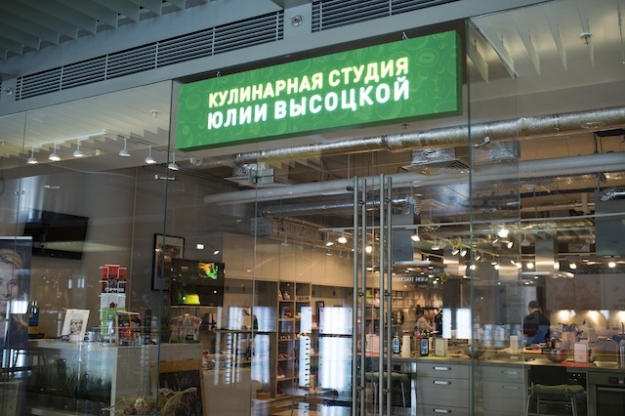 КУЛИНАРНАЯ СТУДИЯ
ЮЛИИ ВЫСОЦКОЙ